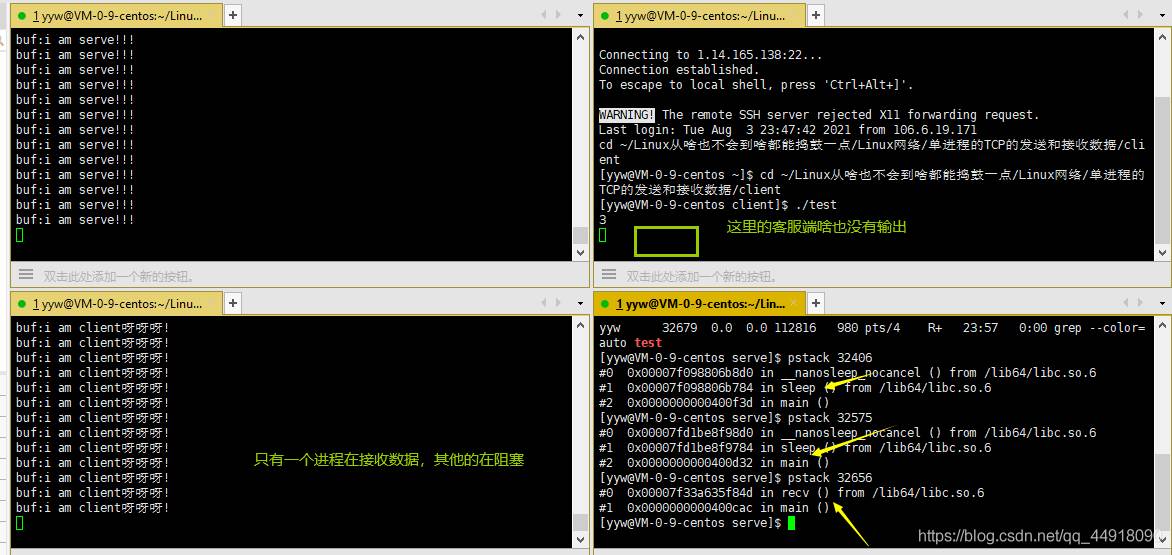 1 yyw@VM-0-9-centos:~/Linu...
buf:i am serve!!!
buf:i am serve!!!
buf:i am serve!!!
buf:i am serve!!!
buf:i am serve!!!
buf:i am serve!!!
buf:i am serve!!!
buf:i am serve!!!
buf:i am serve!!!
buf:i am serve!!!
buf:i am serve!!!
buf:i am serve!!!
buf:i am serve!!!
双击此处添加一个新的按钮。
1 yyw@VM-0-9-centos:~/Linu...
Connecting to 1.14.165.138:22...
Connection established.
To escape to local shell, press 'Ctrl+Alt+]'.
WARNING! The remote SSH server rejected X11 forwarding request.
Last login: Tue Aug  3 23:47:42 2021 from 106.6.19.171
cd ~/Linux从啥也不会到啥都能捣鼓一点/Linux网络/单进程的TCP的发送和接收数据/cli
ent
[yyw@VM-0-9-centos ~]$ cd ~/Linux从啥也不会到啥都能捣鼓一点/Linux网络/单进程的
TCP的发送和接收数据/client
[yyw@VM-0-9-centos client]$ ./test
3
这里的客服端啥也没有输出
双击此处添加一个新的按钮。
1 yyw@VM-0-9-centos:~/Linu...
buf:i am client呀呀呀!
buf:i am client呀呀呀!
buf:i am client呀呀呀!
buf:i am client呀呀呀!
buf:i am client呀呀呀!
buf:i am client呀呀呀!
buf:i am client呀呀呀!
buf:i am client呀呀呀!
buf:i am client呀呀呀!
buf:i am client呀呀呀!
buf:i am client呀呀呀!
buf:i am client呀呀呀!
buf:i am client呀呀呀!
只有一个进程在接收数据，其他的在阻塞
1 yyw@VM-0-9-centos:~/Lin...
yyw      32679  0.0  0.0 112816   980 pts/4    R+   23:57   0:00 grep --color=
auto test
[yyw@VM-0-9-centos serve]$ pstack 32406
#0  0x00007f098806b8d0 in __nanosleep_nocancel () from /lib64/libc.so.6
#1  0x00007f098806b784 in sleep () from /lib64/libc.so.6
#2  0x0000000000400f3d in main ()
[yyw@VM-0-9-centos serve]$ pstack 32575
#0  0x00007fd1be8f98d0 in __nanosleep_nocancel () from /lib64/libc.so.6
#1  0x00007fd1be8f9784 in sleep () from /lib64/libc.so.6
#2  0x0000000000400d32 in main ()
[yyw@VM-0-9-centos serve]$ pstack 32656
#0  0x00007f33a635f84d in recv () from /lib64/libc.so.6
#1  0x0000000000400cac in main ()
[yyw@VM-0-9-centos serve]$
https://blog.csdn.net/qq_4491809